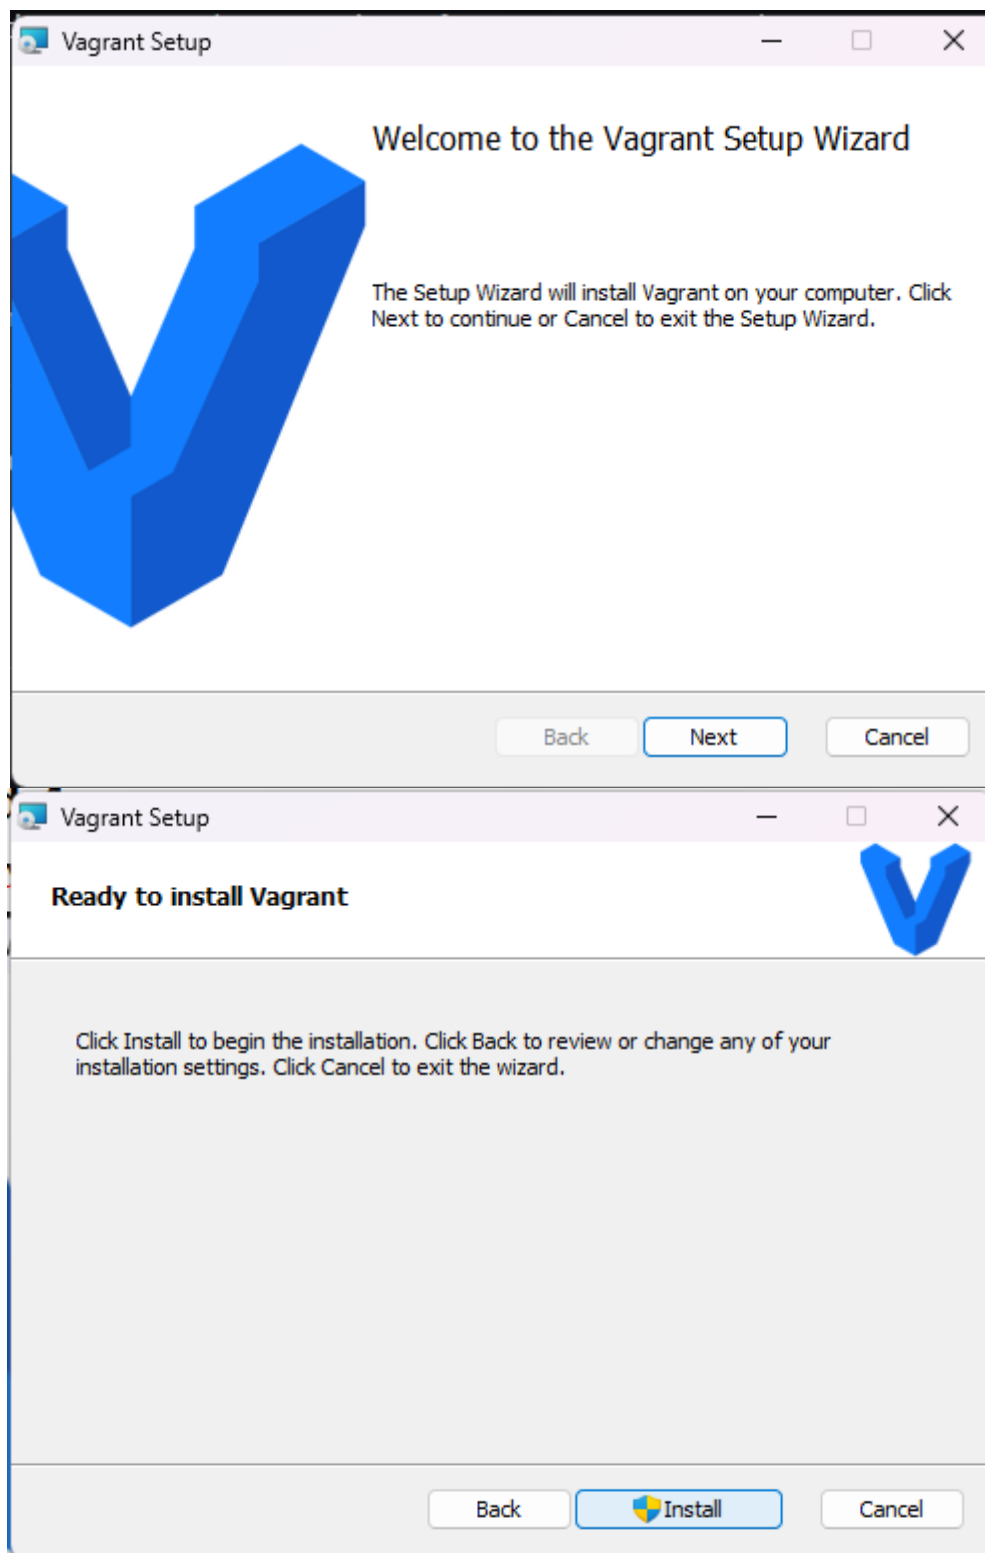 Vagrant Setup
Welcome to the Vagrant Setup Wizard
The Setup Wizard will install Vagrant on your computer. Click
Next to continue or Cancel to exit the Setup Wizard.
Back Next Cancel
Vagrant Setup
Ready to install Vagrant
Click Install to begin the installation. Click Back to review or change any of your
installation settings. Click Cancel to exit the wizard.
Back Install Cancel